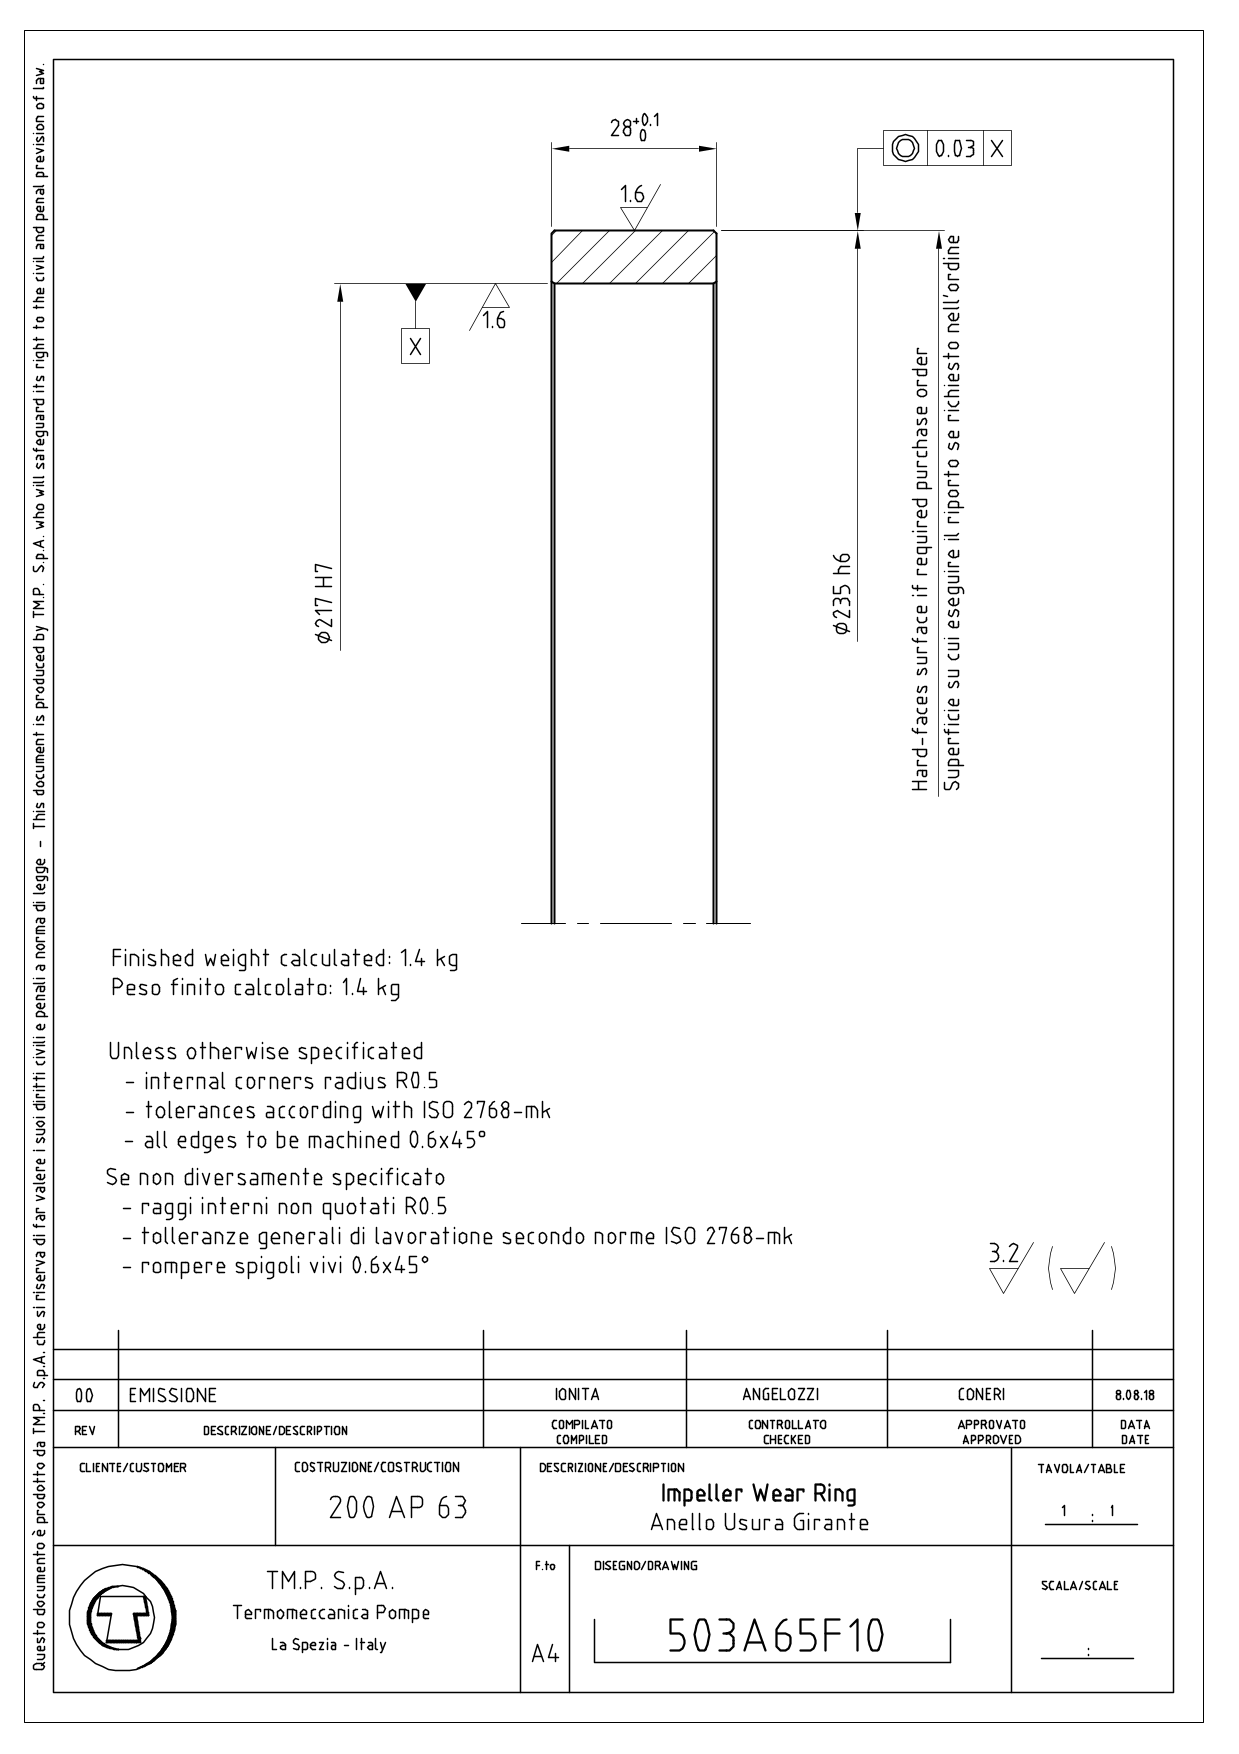 28 +0.1 0
0.03 X
1.6
1.6
X
⌀217 H7
⌀235 h6
Hard-faces surface if required purchase order
Superficie su cui eseguire il riporto se richiesto nell'ordine
Finished weight calculated: 1.4 kg
Peso finito calcolato: 1.4 kg
Unless otherwise specificated
- internal corners radius R0.5
- tolerances according with ISO 2768-mk
- all edges to be machined 0.6x45°
Se non diversamente specificato
- raggi interni non quotati R0.5
- tolleranze generali di lavoratione secondo norme ISO 2768-mk
- rompere spigoli vivi 0.6x45°
3.2 ( )
00 EMISSIONE IONITA ANGELOZZI CONERI 8.08.18
REV DESCRIZIONE/DESCRIPTION COMPILATO COMPILED CONTROLLATO CHECKED APPROVATO APPROVED DATA DATE
CLIENTE/CUSTOMER
COSTRUZIONE/COSTRUCTION
200 AP 63
DESCRIZIONE/DESCRIPTION
Impeller Wear Ring
Anello Usura Girante
TAVOLA/TABLE
1 : 1
T.M.P. S.p.A.
Termomeccanica Pompe
La Spezia - Italy
F.to
A4
DISEGNO/DRAWING
503A65F10
SCALA/SCALE
:
Questo documento è prodotto da T.M.P. S.p.A. che si riserva di far valere i suoi diritti civili e penali a norma di legge - This document is produced by T.M.P. S.p.A. who will safeguard its right to the civil and penal prevision of law.